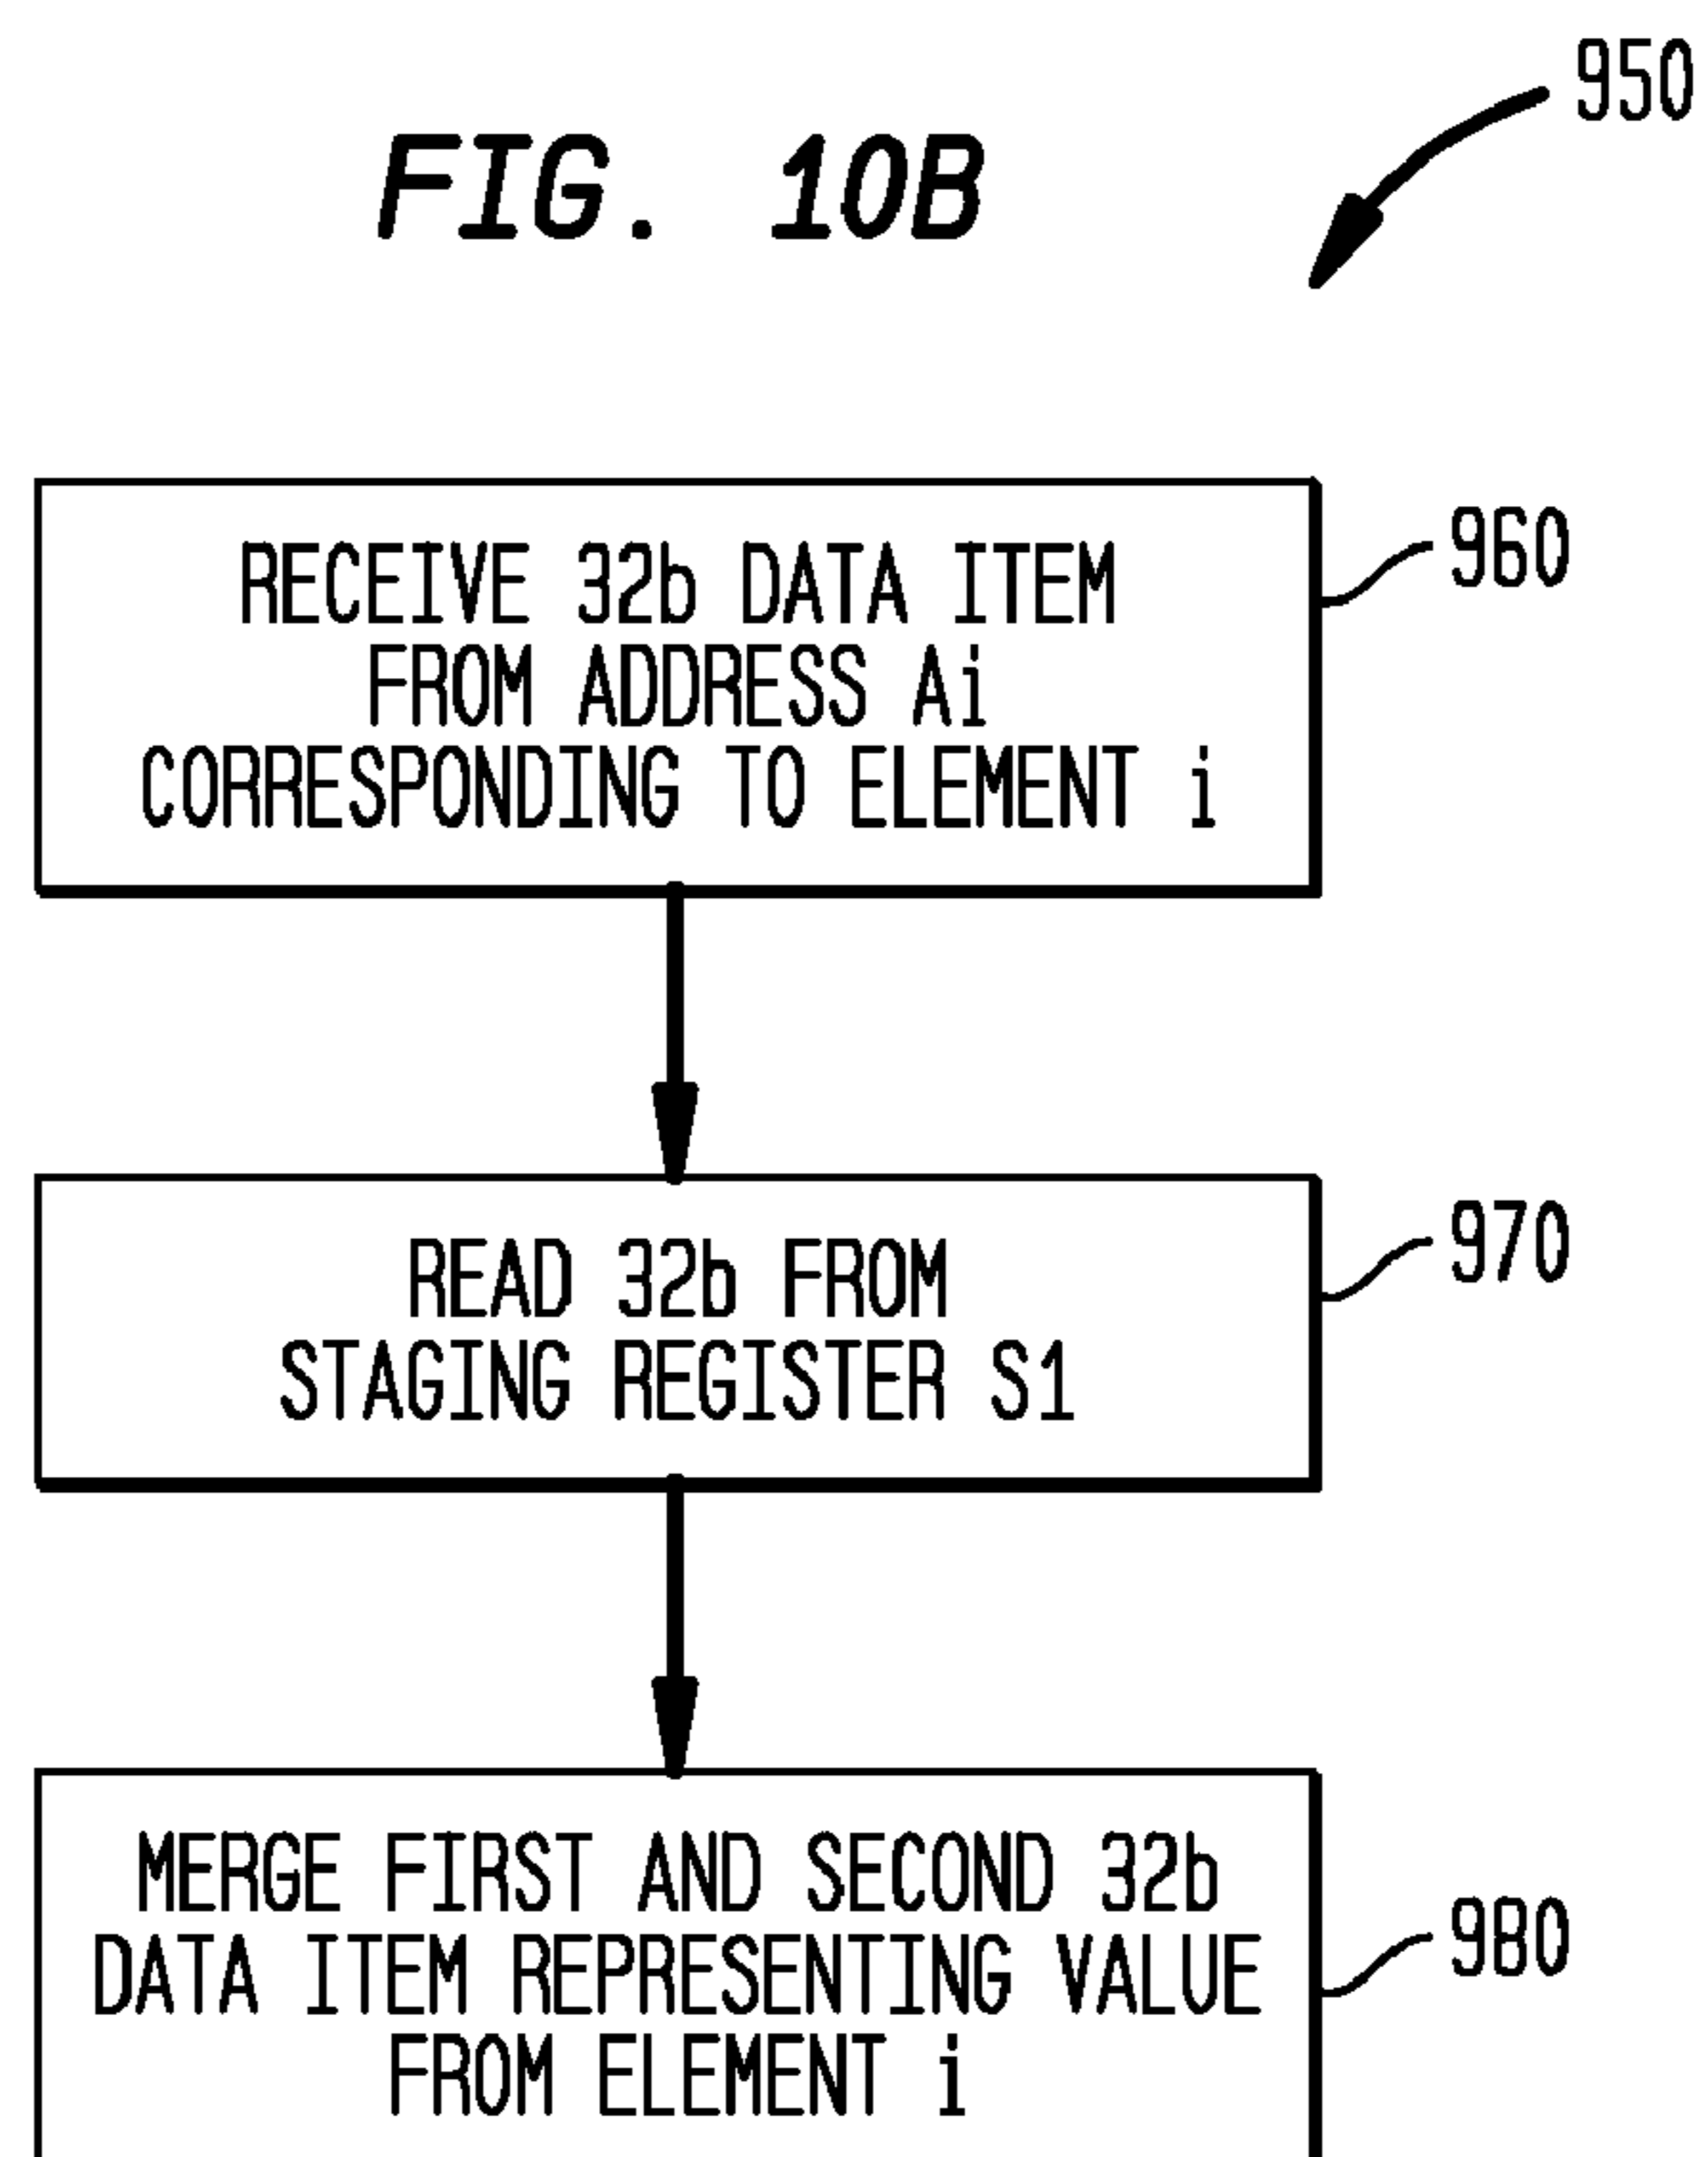 950
FIG. 10B
RECEIVE 32b DATA ITEM
FROM ADDRESS Ai
CORRESPONDING TO ELEMENT i
960
READ 32b FROM
STAGING REGISTER S1
970
MERGE FIRST AND SECOND 32b
DATA ITEM REPRESENTING VALUE
FROM ELEMENT i
980